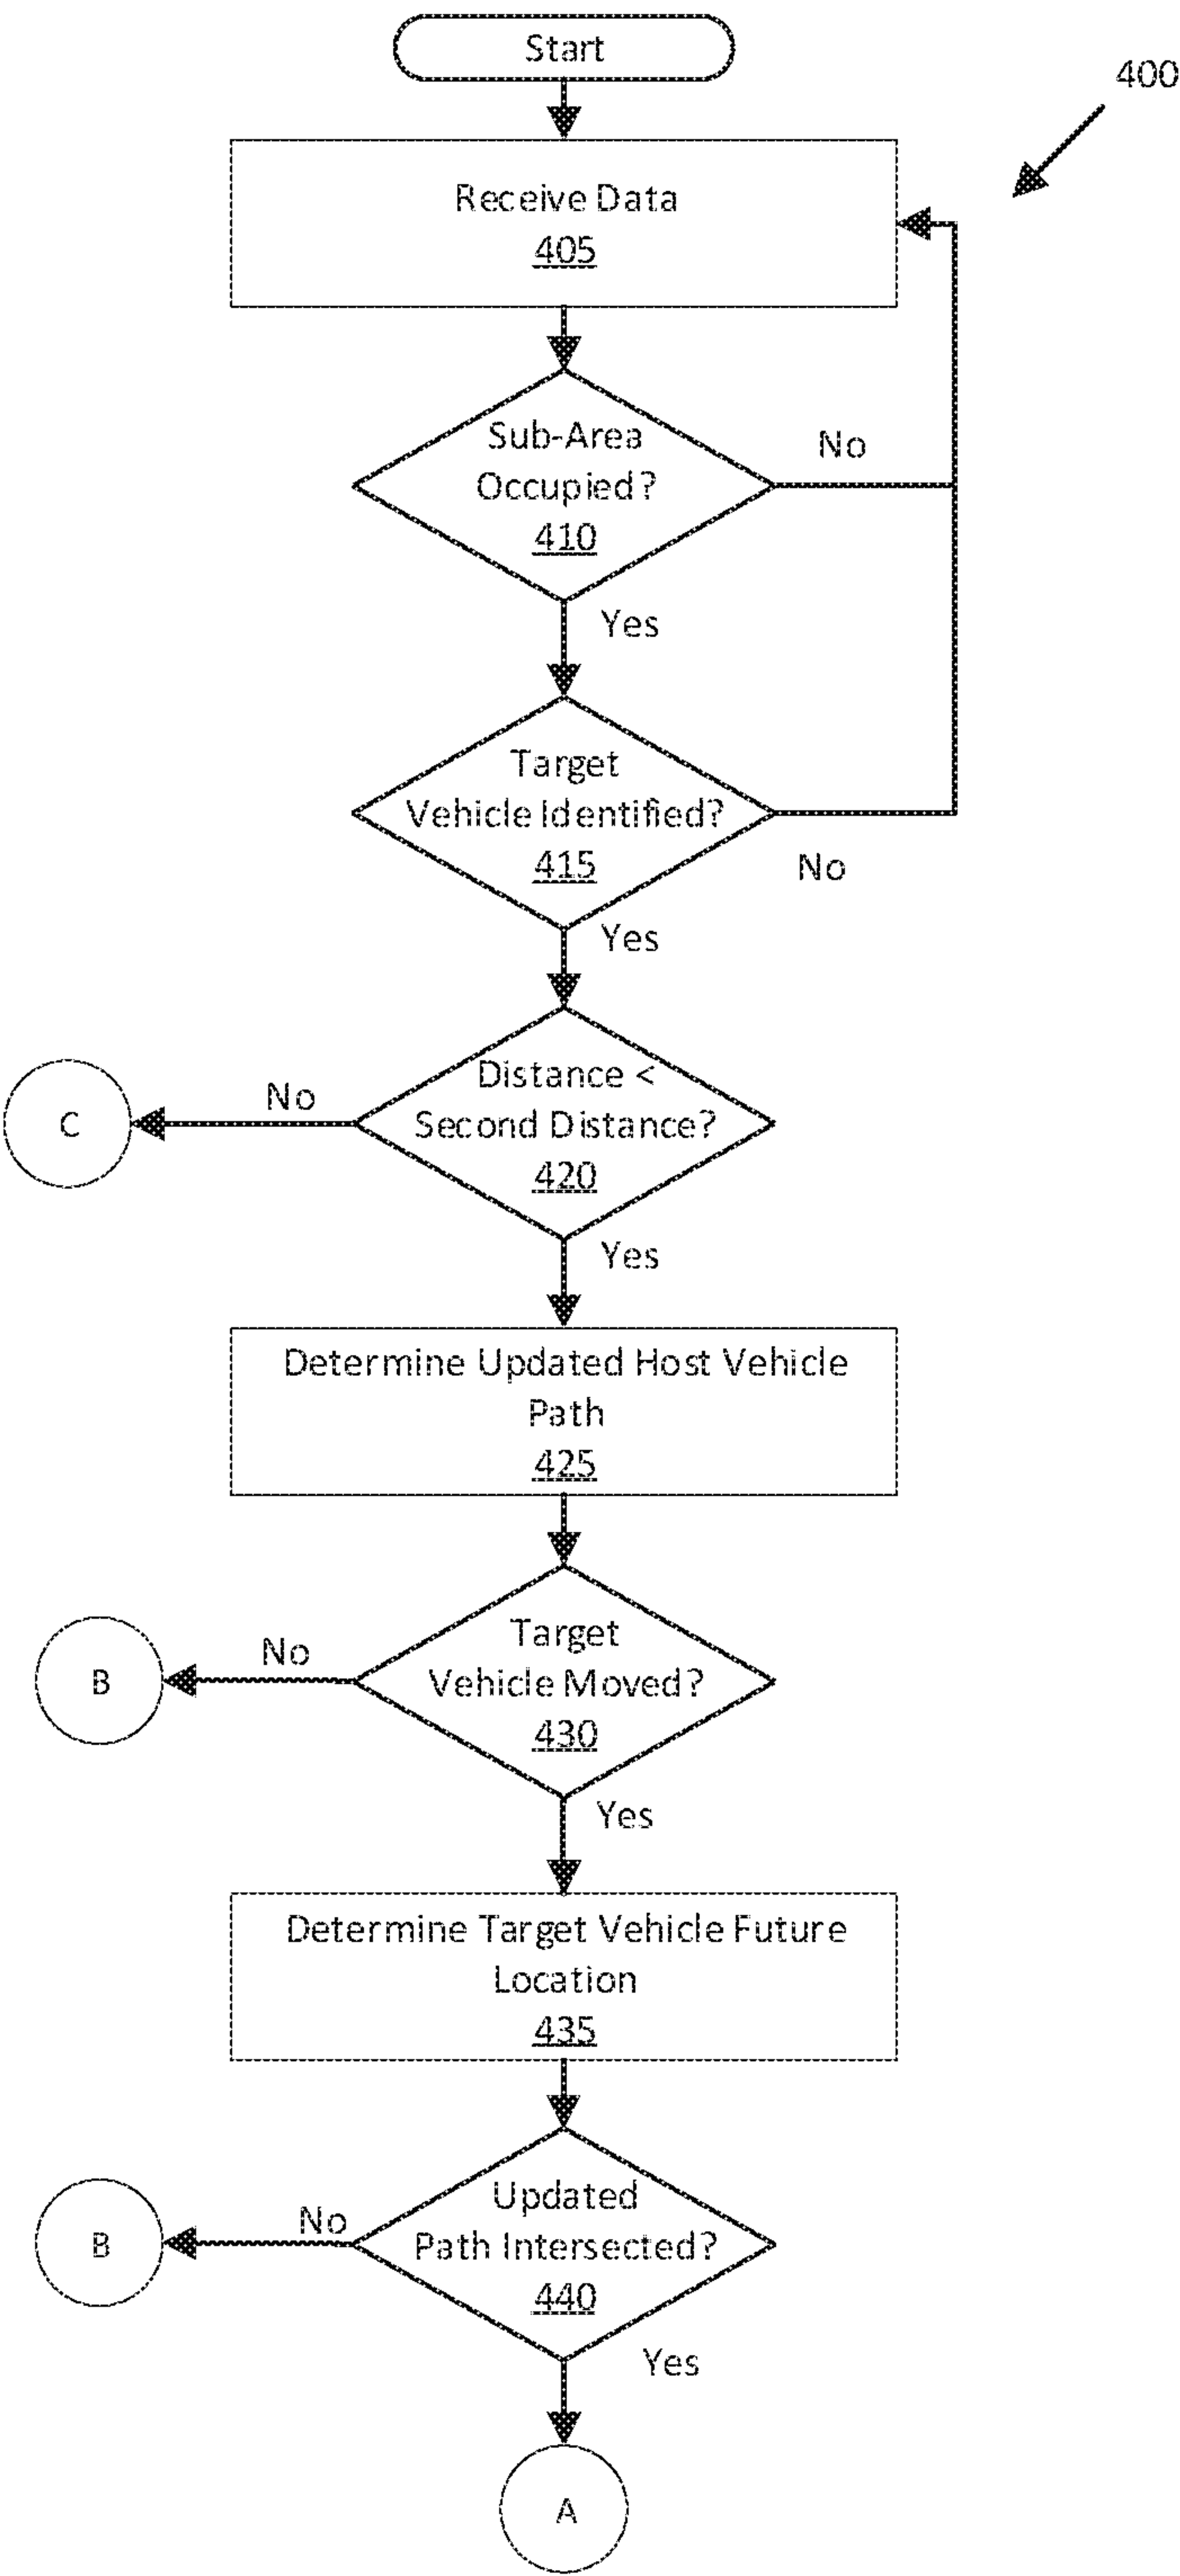 Start
400
Receive Data
405
Sub-Area
Occupied?
410
No
Yes
Target
Vehicle Identified?
415
No
Yes
Distance <
Second Distance?
420
No
C
Yes
Determine Updated Host Vehicle
Path
425
Target
Vehicle Moved?
430
No
B
Yes
Determine Target Vehicle Future
Location
435
Updated
Path Intersected?
440
No
B
Yes
A